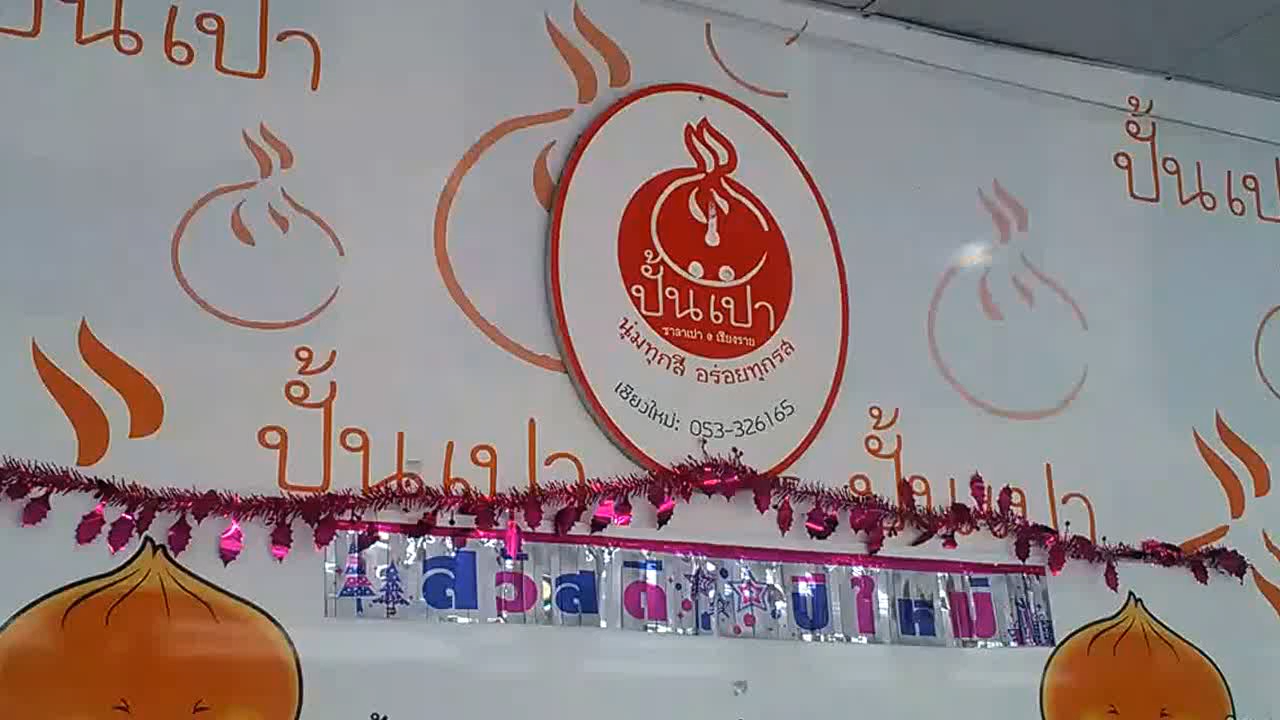 ปั้นเปา
ปั้นเปา
ปั้นเปา
ซาลาเปา @ เชียงราย
นุ่มทุกสี อร่อยทุกรส
เชียงใหม่: 053-326165
ปั้นเปา
ปั้นเปา
สวัสดีปีใหม่